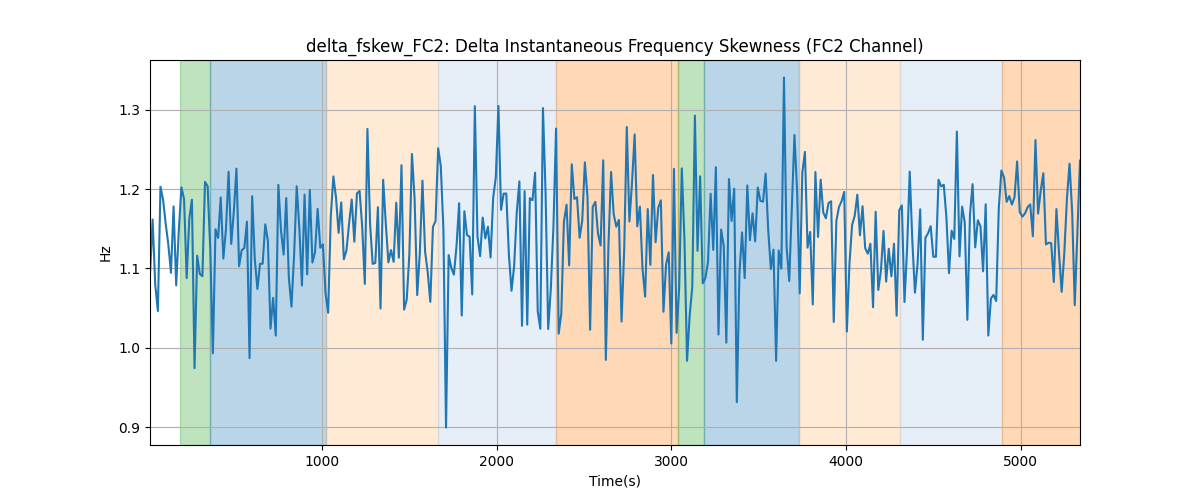 delta_fskew_FC2: Delta Instantaneous Frequency Skewness (FC2 Channel)
Hz
1.3
1.2
1.1
1.0
0.9
1000 2000 3000 4000 5000
Time(s)